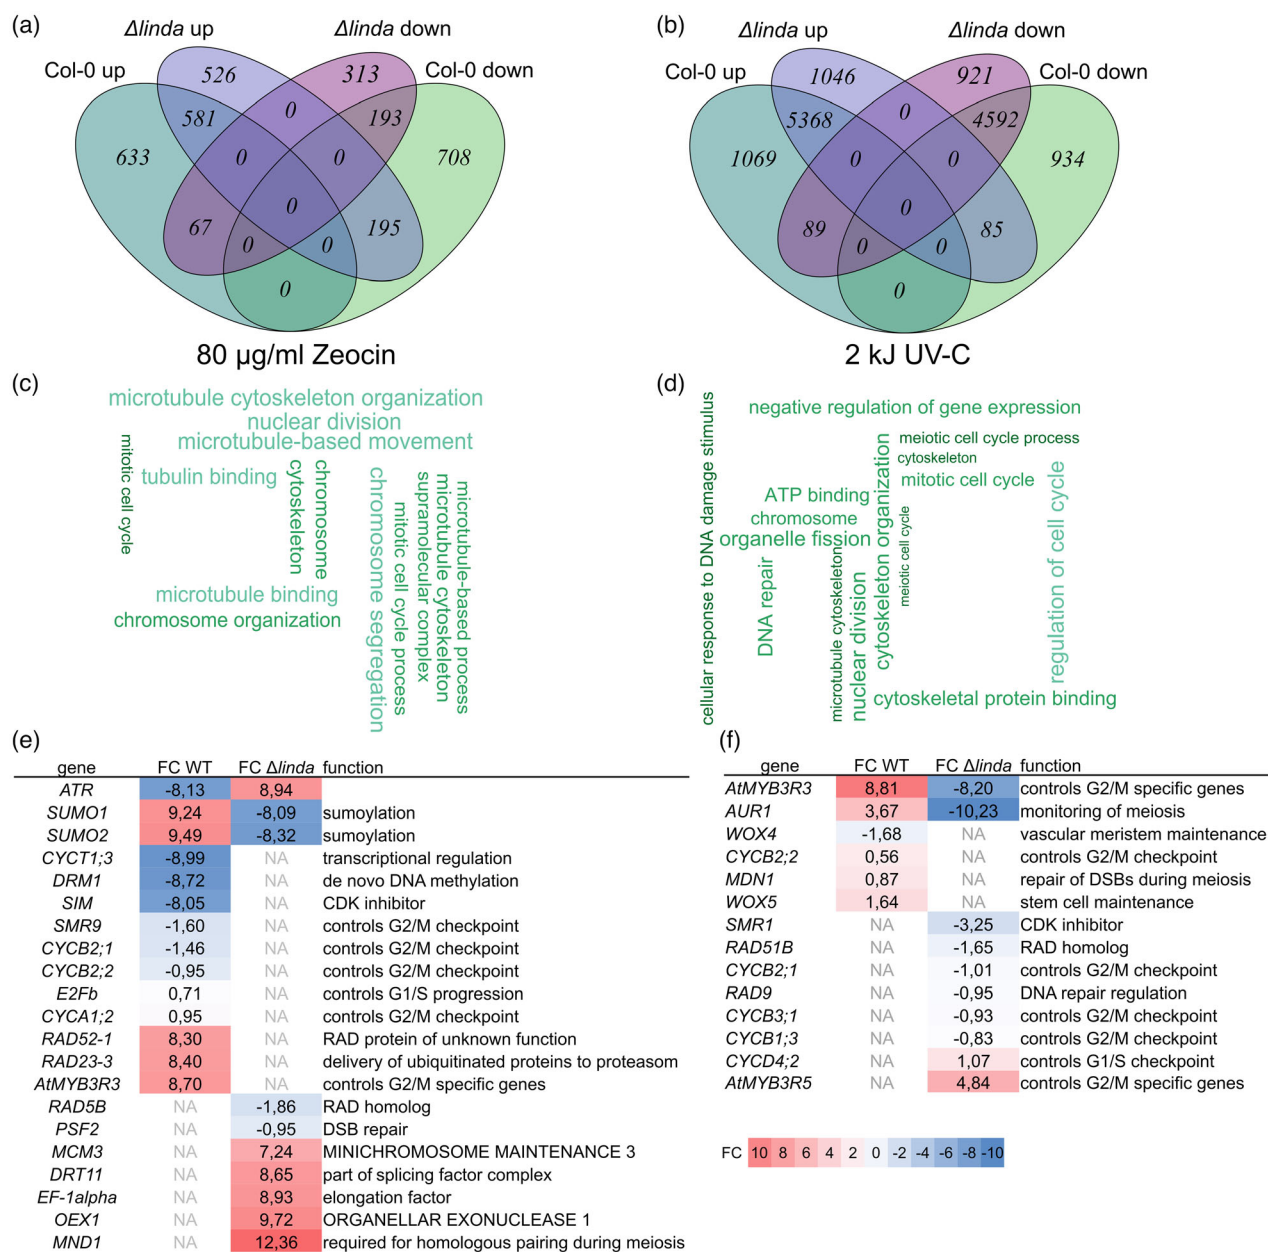 (a)
Δlinda up
Δlinda down
Col-0 up
Col-0 down
526
313
0
581
193
633
0
0
708
0
67
195
0
0
0
80 µg/ml Zeocin
(b)
Δlinda up
Δlinda down
Col-0 up
Col-0 down
1046
921
0
5368
4592
1069
0
0
934
0
89
85
0
0
0
2 kJ UV-C
(c)
microtubule cytoskeleton organization
nuclear division
microtubule-based movement
mitotic cell cycle
tubulin binding
cytoskeleton
chromosome
chromosome segregation
mitotic cell cycle process
supramolecular complex
microtubule cytoskeleton
microtubule-based process
microtubule binding
chromosome organization
(d)
cellular response to DNA damage stimulus
negative regulation of gene expression
meiotic cell cycle process
cytoskeleton
mitotic cell cycle
ATP binding
chromosome
organelle fission
DNA repair
microtubule cytoskeleton
nuclear division
cytoskeleton organization
meiotic cell cycle
regulation of cell cycle
cytoskeletal protein binding
(e)
gene FC WT FC Δlinda function
ATR -8,13 8,94
SUMO1 9,24 -8,09 sumoylation
SUMO2 9,49 -8,32 sumoylation
CYCT1;3 -8,99 NA transcriptional regulation
DRM1 -8,72 NA de novo DNA methylation
SIM -8,05 NA CDK inhibitor
SMR9 -1,60 NA controls G2/M checkpoint
CYCB2;1 -1,46 NA controls G2/M checkpoint
CYCB2;2 -0,95 NA controls G2/M checkpoint
E2Fb 0,71 NA controls G1/S progression
CYCA1;2 0,95 NA controls G2/M checkpoint
RAD52-1 8,30 NA RAD protein of unknown function
RAD23-3 8,40 NA delivery of ubiquitinated proteins to proteasom
AtMYB3R3 8,70 NA controls G2/M specific genes
RAD5B NA -1,86 RAD homolog
PSF2 NA -0,95 DSB repair
MCM3 NA 7,24 MINICHROMOSOME MAINTENANCE 3
DRT11 NA 8,65 part of splicing factor complex
EF-1alpha NA 8,93 elongation factor
OEX1 NA 9,72 ORGANELLAR EXONUCLEASE 1
MND1 NA 12,36 required for homologous pairing during meiosis
(f)
gene FC WT FC Δlinda function
AtMYB3R3 8,81 -8,20 controls G2/M specific genes
AUR1 3,67 -10,23 monitoring of meiosis
WOX4 -1,68 NA vascular meristem maintenance
CYCB2;2 0,56 NA controls G2/M checkpoint
MDN1 0,87 NA repair of DSBs during meiosis
WOX5 1,64 NA stem cell maintenance
SMR1 NA -3,25 CDK inhibitor
RAD51B NA -1,65 RAD homolog
CYCB2;1 NA -1,01 controls G2/M checkpoint
RAD9 NA -0,95 DNA repair regulation
CYCB3;1 NA -0,93 controls G2/M checkpoint
CYCB1;3 NA -0,83 controls G2/M checkpoint
CYCD4;2 NA 1,07 controls G1/S checkpoint
AtMYB3R5 NA 4,84 controls G2/M specific genes
FC 10 8 6 4 2 0 -2 -4 -6 -8 -10